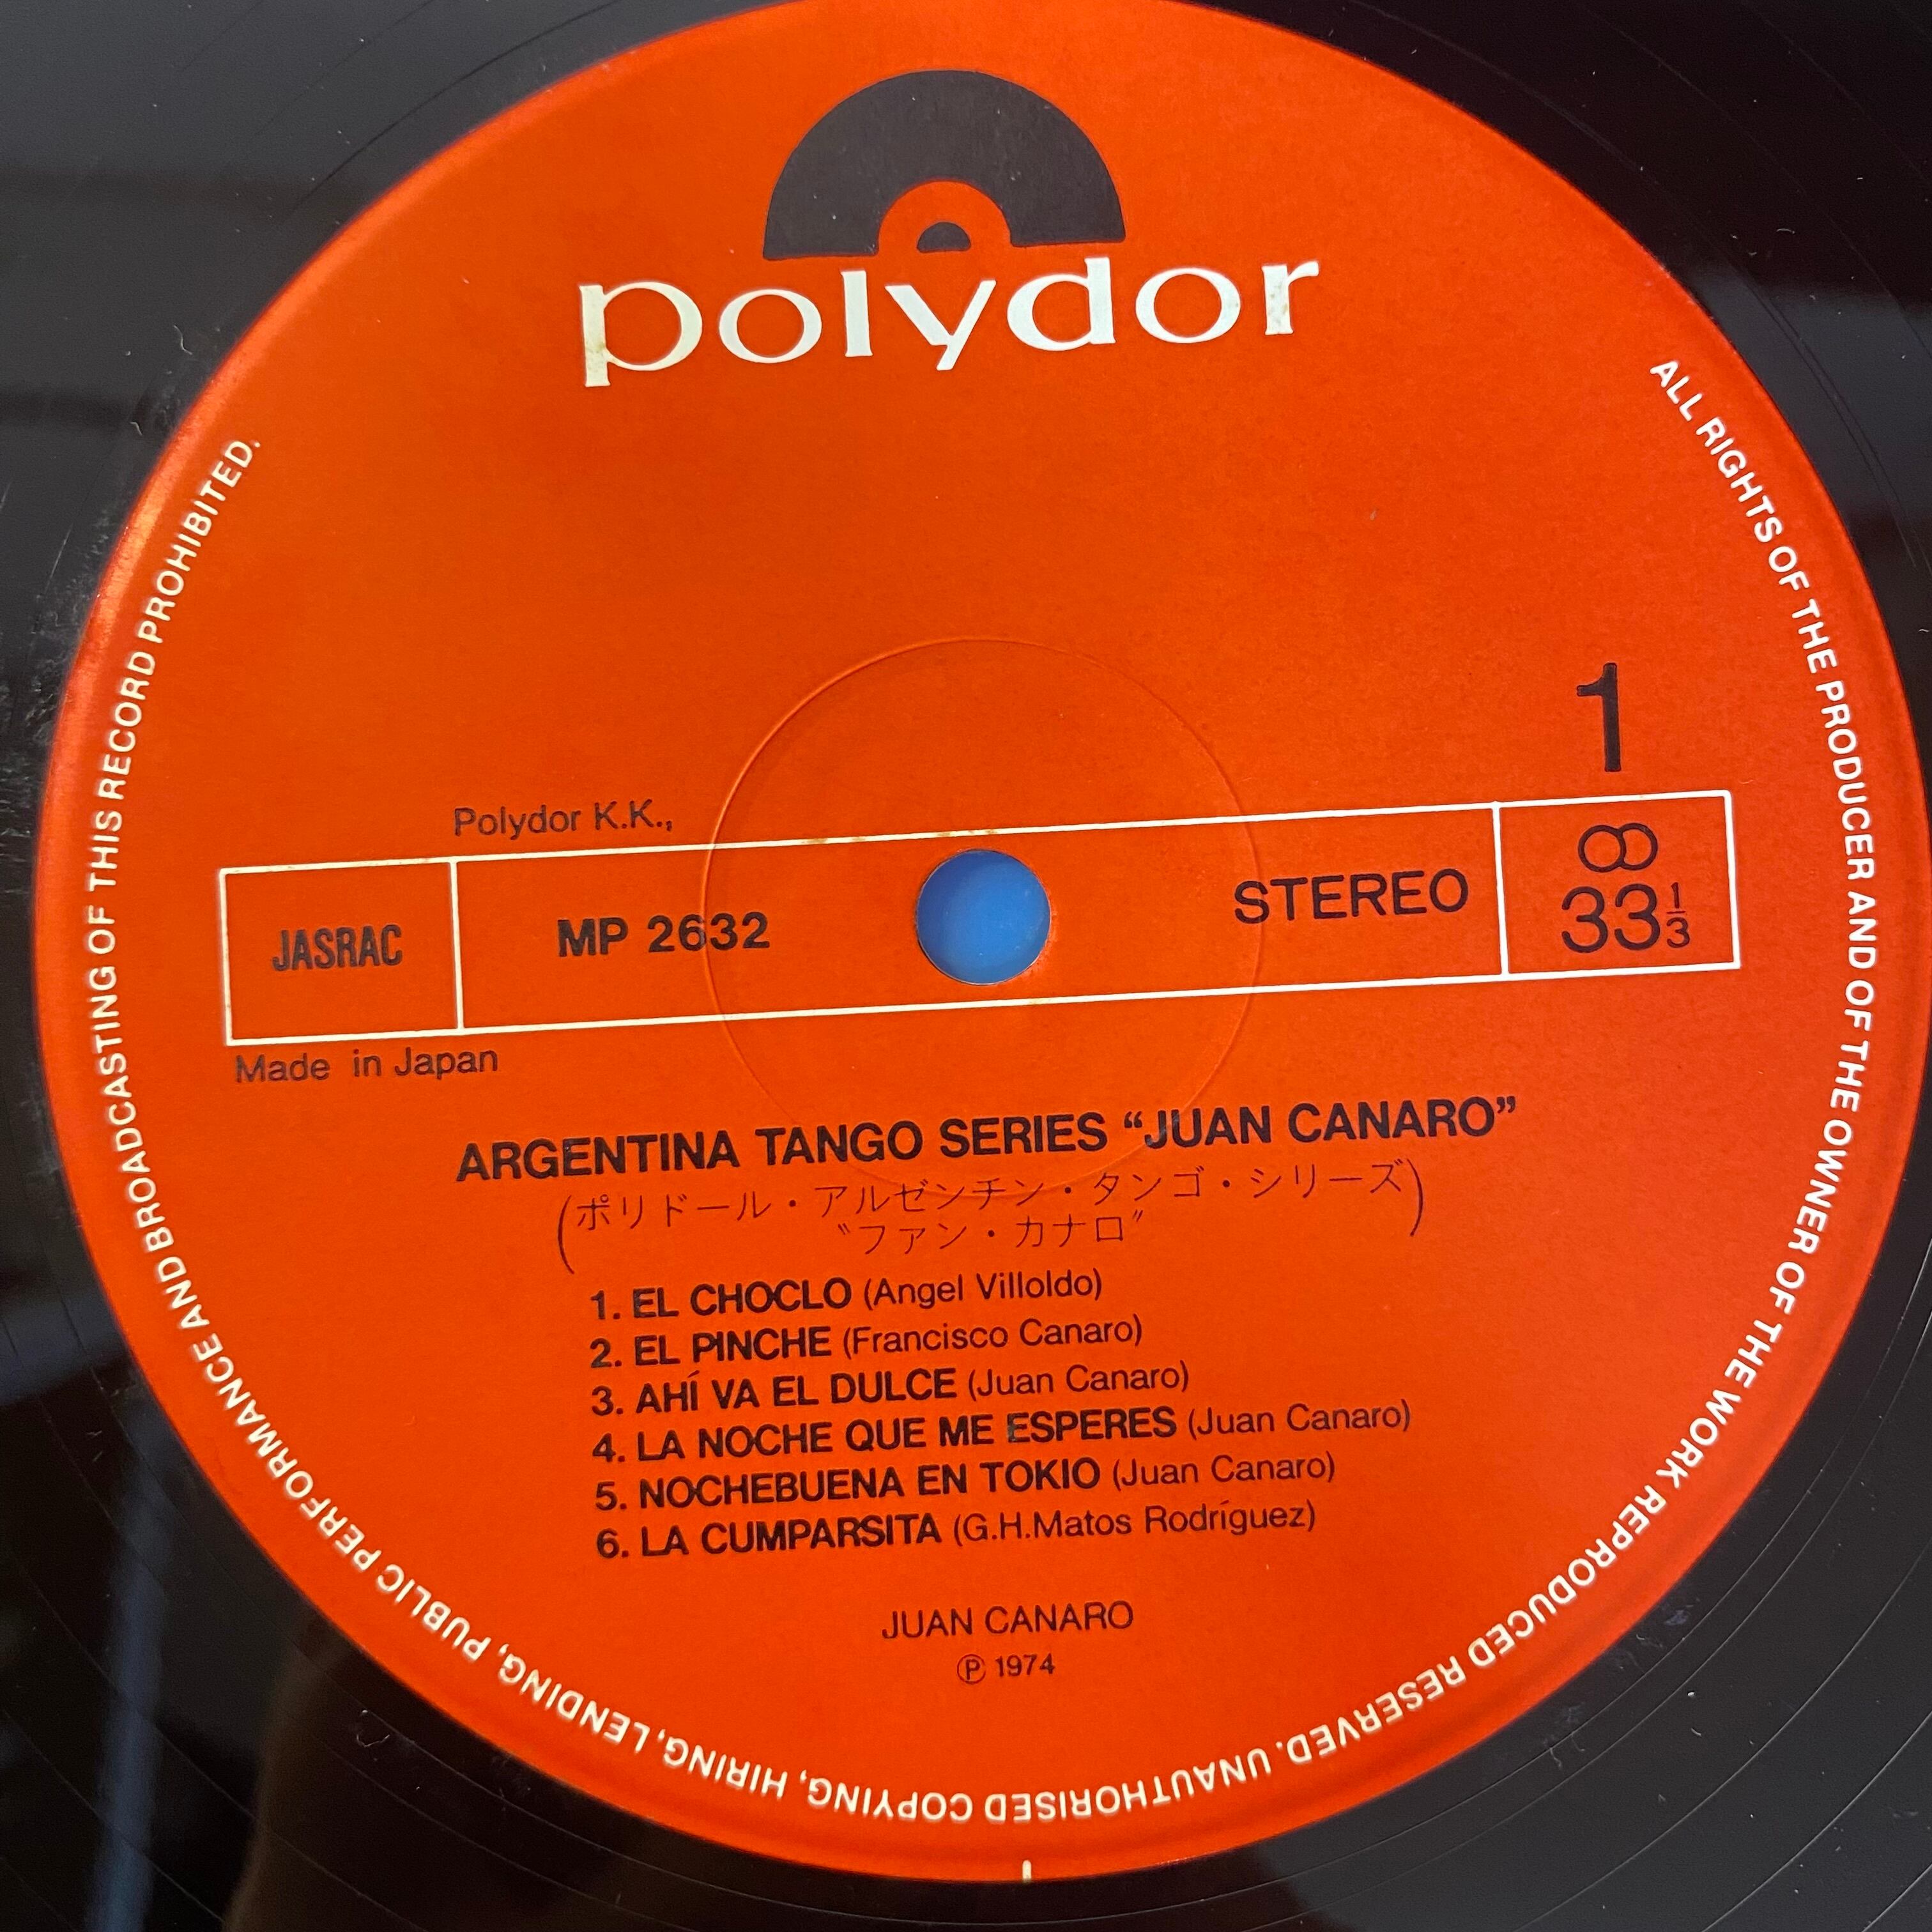 polydor
1
Polydor K.K.,
JASRAC
MP 2632
STEREO
33 1/3
Made in Japan
ARGENTINA TANGO SERIES “JUAN CANARO”
(ポリドール・アルゼンチン・タンゴ・シリーズ
〝ファン・カナロ〞)
1. EL CHOCLO (Angel Villoldo)
2. EL PINCHE (Francisco Canaro)
3. AHÍ VA EL DULCE (Juan Canaro)
4. LA NOCHE QUE ME ESPERES (Juan Canaro)
5. NOCHEBUENA EN TOKIO (Juan Canaro)
6. LA CUMPARSITA (G.H.Matos Rodríguez)
JUAN CANARO
℗ 1974
ALL RIGHTS OF THE PRODUCER AND OF THE OWNER OF THE WORK REPRODUCED RESERVED. UNAUTHORISED COPYING, HIRING, LENDING, PUBLIC PERFORMANCE AND BROADCASTING OF THIS RECORD PROHIBITED.